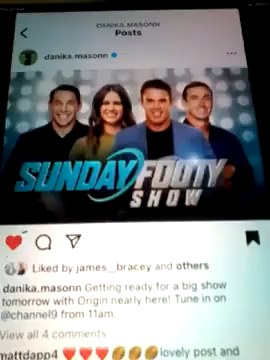 DANIKA.MASONN
Posts
danika.masonn
SUNDAY FOOTY
SHOW
Liked by james__bracey and others
danika.masonn Getting ready for a big show
tomorrow with Origin nearly here! Tune in on
@channel9 from 11am.
View all 4 comments
mattdapp4 lovely post and